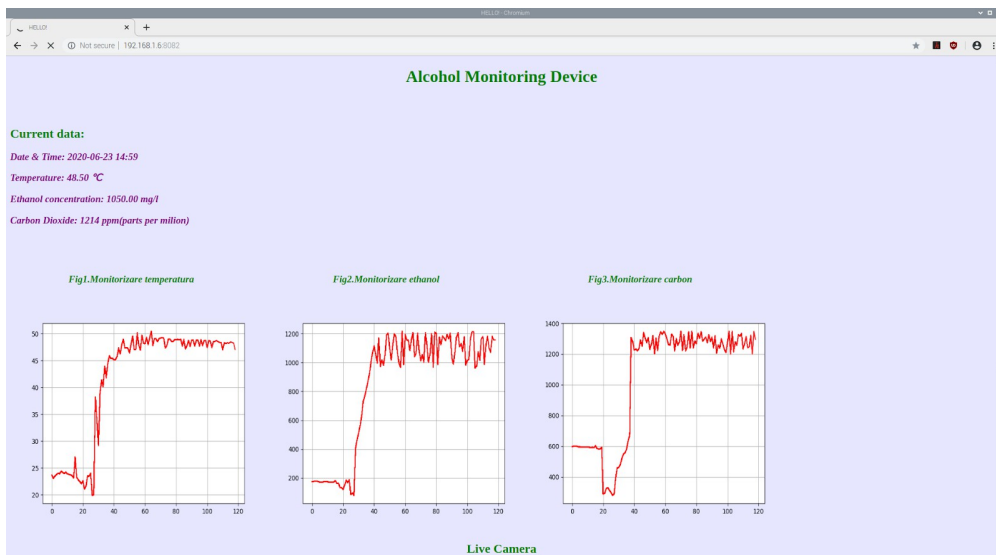 HELLO! - Chromium
HELLO!
Not secure | 192.168.1.6:8082
Alcohol Monitoring Device
Current data:
Date & Time: 2020-06-23 14:59
Temperature: 48.50 ℃
Ethanol concentration: 1050.00 mg/l
Carbon Dioxide: 1214 ppm(parts per milion)
Fig1.Monitorizare temperatura
Fig2.Monitorizare ethanol
Fig3.Monitorizare carbon
50
45
40
35
30
25
20
0 20 40 60 80 100 120
1200
1000
800
600
400
200
0 20 40 60 80 100 120
1400
1200
1000
800
600
400
0 20 40 60 80 100 120
Live Camera